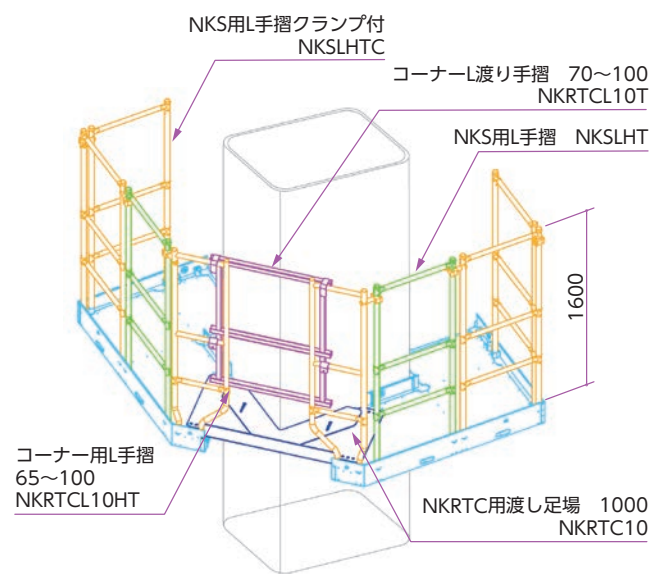 NKS用L手摺クランプ付
NKSLHTC
コーナーL渡り手摺 70～100
NKRTCL10T
NKS用L手摺 NKSLHT
1600
コーナー用L手摺
65～100
NKRTCL10HT
NKRTC用渡し足場 1000
NKRTC10